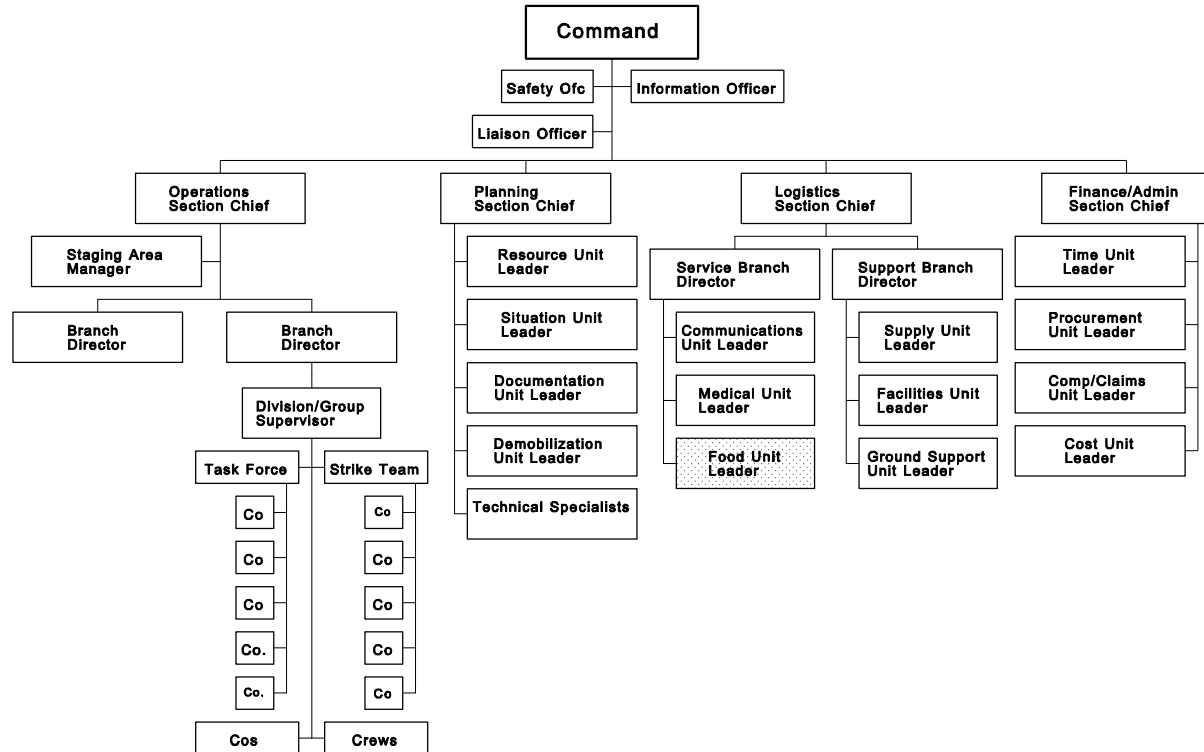 Command
Safety Ofc
Information Officer
Liaison Officer
Operations
Section Chief
Planning
Section Chief
Logistics
Section Chief
Finance/Admin
Section Chief
Staging Area
Manager
Branch
Director
Branch
Director
Division/Group
Supervisor
Task Force
Strike Team
Co
Co
Co
Co.
Co.
Co
Co
Co
Co
Co
Cos
Crews
Resource Unit
Leader
Situation Unit
Leader
Documentation
Unit Leader
Demobilization
Unit Leader
Technical Specialists
Service Branch
Director
Communications
Unit Leader
Medical Unit
Leader
Food Unit
Leader
Support Branch
Director
Supply Unit
Leader
Facilities Unit
Leader
Ground Support
Unit Leader
Time Unit
Leader
Procurement
Unit Leader
Comp/Claims
Unit Leader
Cost Unit
Leader